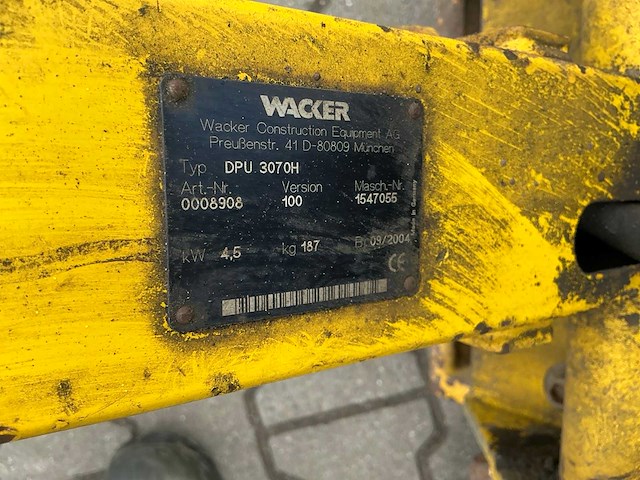 WACKER
Wacker Construction Equipment AG
Preußenstr. 41 D-80809 München
Typ DPU 3070H
Art.-Nr. Version Masch.-Nr.
0008908 100 1547055
kW 4,5 kg 187 Bj 09/2004
CE
Made in Germany